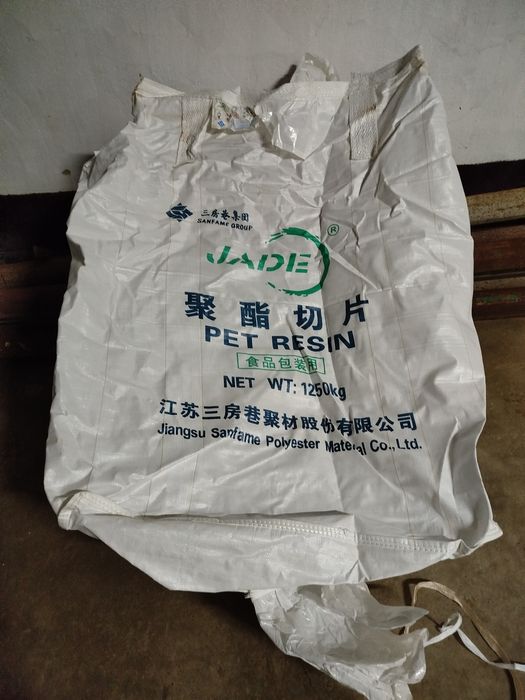 三房巷集团
SANFAME GROUP
JADE ®
聚酯切片
PET RESIN
食品包装用
NET WT: 1250kg
江苏三房巷聚材股份有限公司
Jiangsu Sanfame Polyester Material Co.,Ltd.